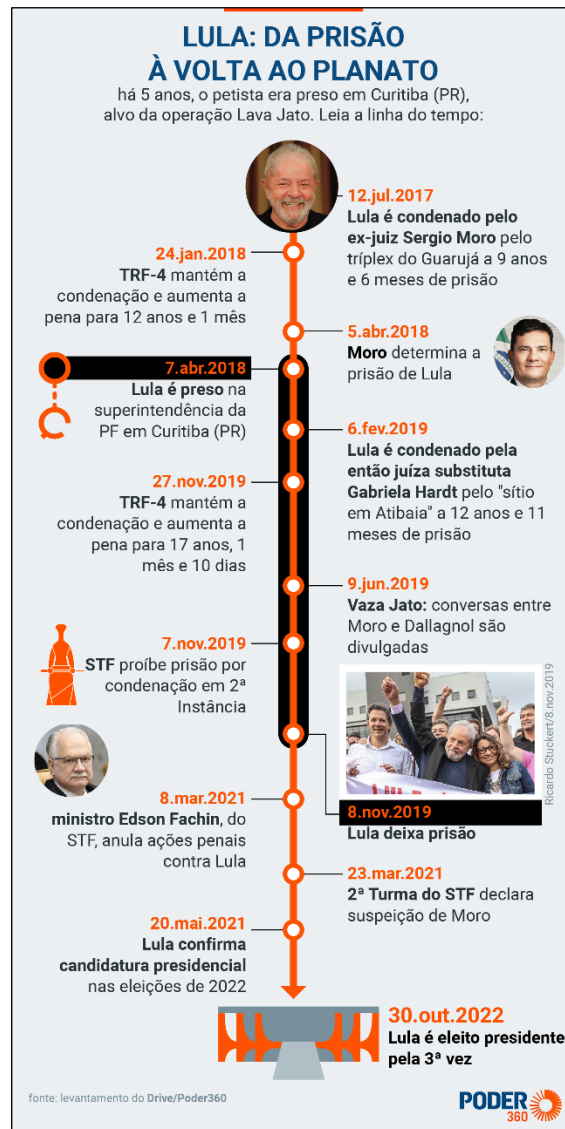 LULA: DA PRISÃO
À VOLTA AO PLANATO
há 5 anos, o petista era preso em Curitiba (PR),
alvo da operação Lava Jato. Leia a linha do tempo:
12.jul.2017
Lula é condenado pelo
ex-juiz Sergio Moro pelo
tríplex do Guarujá a 9 anos
e 6 meses de prisão
24.jan.2018
TRF-4 mantém a
condenação e aumenta a
pena para 12 anos e 1 mês
5.abr.2018
Moro determina a
prisão de Lula
7.abr.2018
Lula é preso na
superintendência da
PF em Curitiba (PR)
6.fev.2019
Lula é condenado pela
então juíza substituta
Gabriela Hardt pelo "sítio
em Atibaia" a 12 anos e 11
meses de prisão
27.nov.2019
TRF-4 mantém a
condenação e aumenta a
pena para 17 anos, 1
mês e 10 dias
9.jun.2019
Vaza Jato: conversas entre
Moro e Dallagnol são
divulgadas
7.nov.2019
STF proíbe prisão por
condenação em 2ª
Instância
Ricardo Stuckert/8.nov.2019
8.nov.2019
Lula deixa prisão
8.mar.2021
ministro Edson Fachin, do
STF, anula ações penais
contra Lula
23.mar.2021
2ª Turma do STF declara
suspeição de Moro
20.mai.2021
Lula confirma
candidatura presidencial
nas eleições de 2022
30.out.2022
Lula é eleito presidente
pela 3ª vez
fonte: levantamento do Drive/Poder360
PODER
360